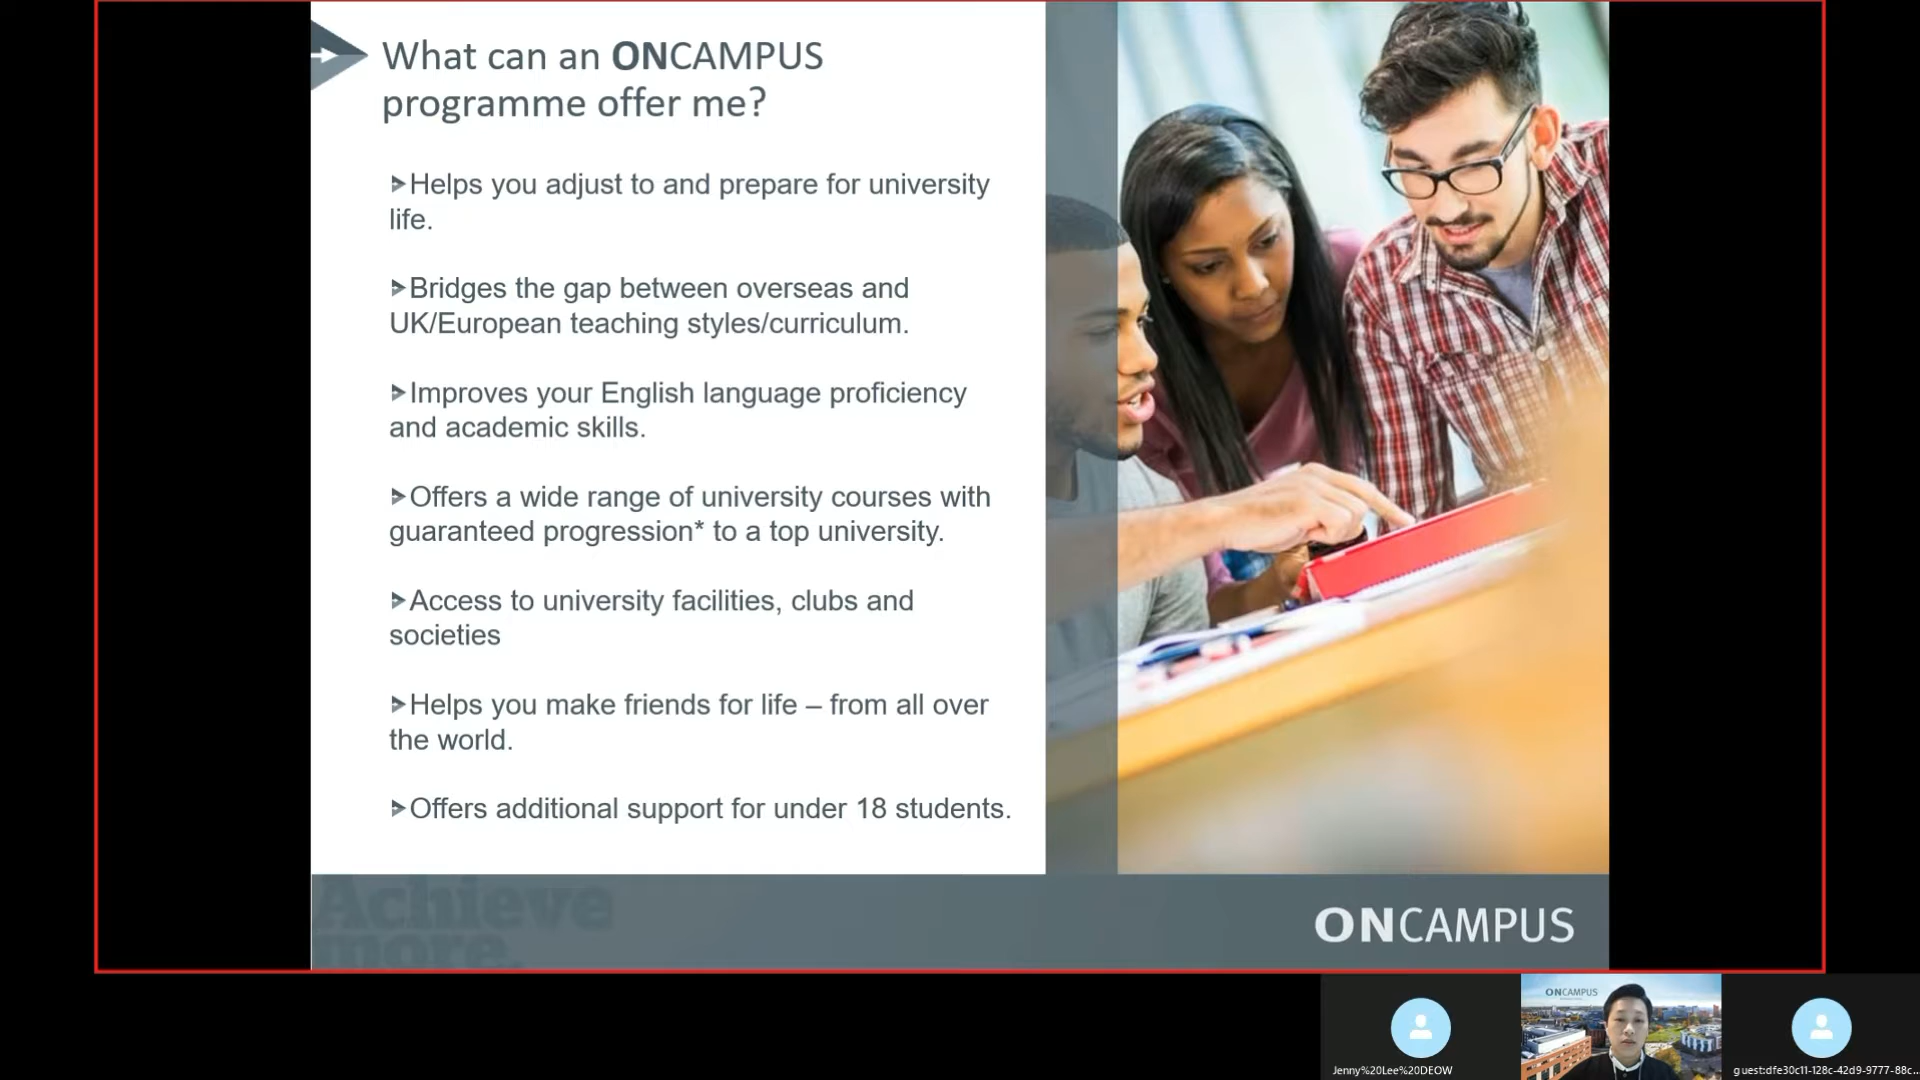 What can an ONCAMPUS
programme offer me?
Helps you adjust to and prepare for university
life.
Bridges the gap between overseas and
UK/European teaching styles/curriculum.
Improves your English language proficiency
and academic skills.
Offers a wide range of university courses with
guaranteed progression* to a top university.
Access to university facilities, clubs and
societies
Helps you make friends for life – from all over
the world.
Offers additional support for under 18 students.
Achieve
more.
ONCAMPUS
ONCAMPUS
Jenny%20Lee%20DEOW
guest:dfe30c11-128c-42d9-9777-88c...